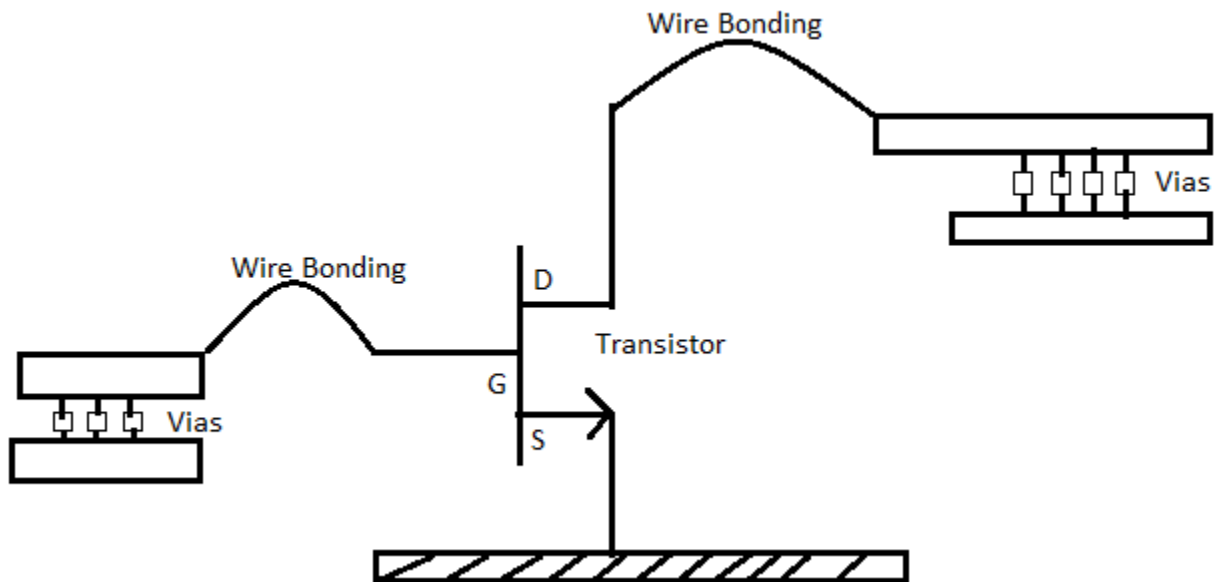 Wire Bonding
Vias
Wire Bonding
D
Transistor
G
Vias
S